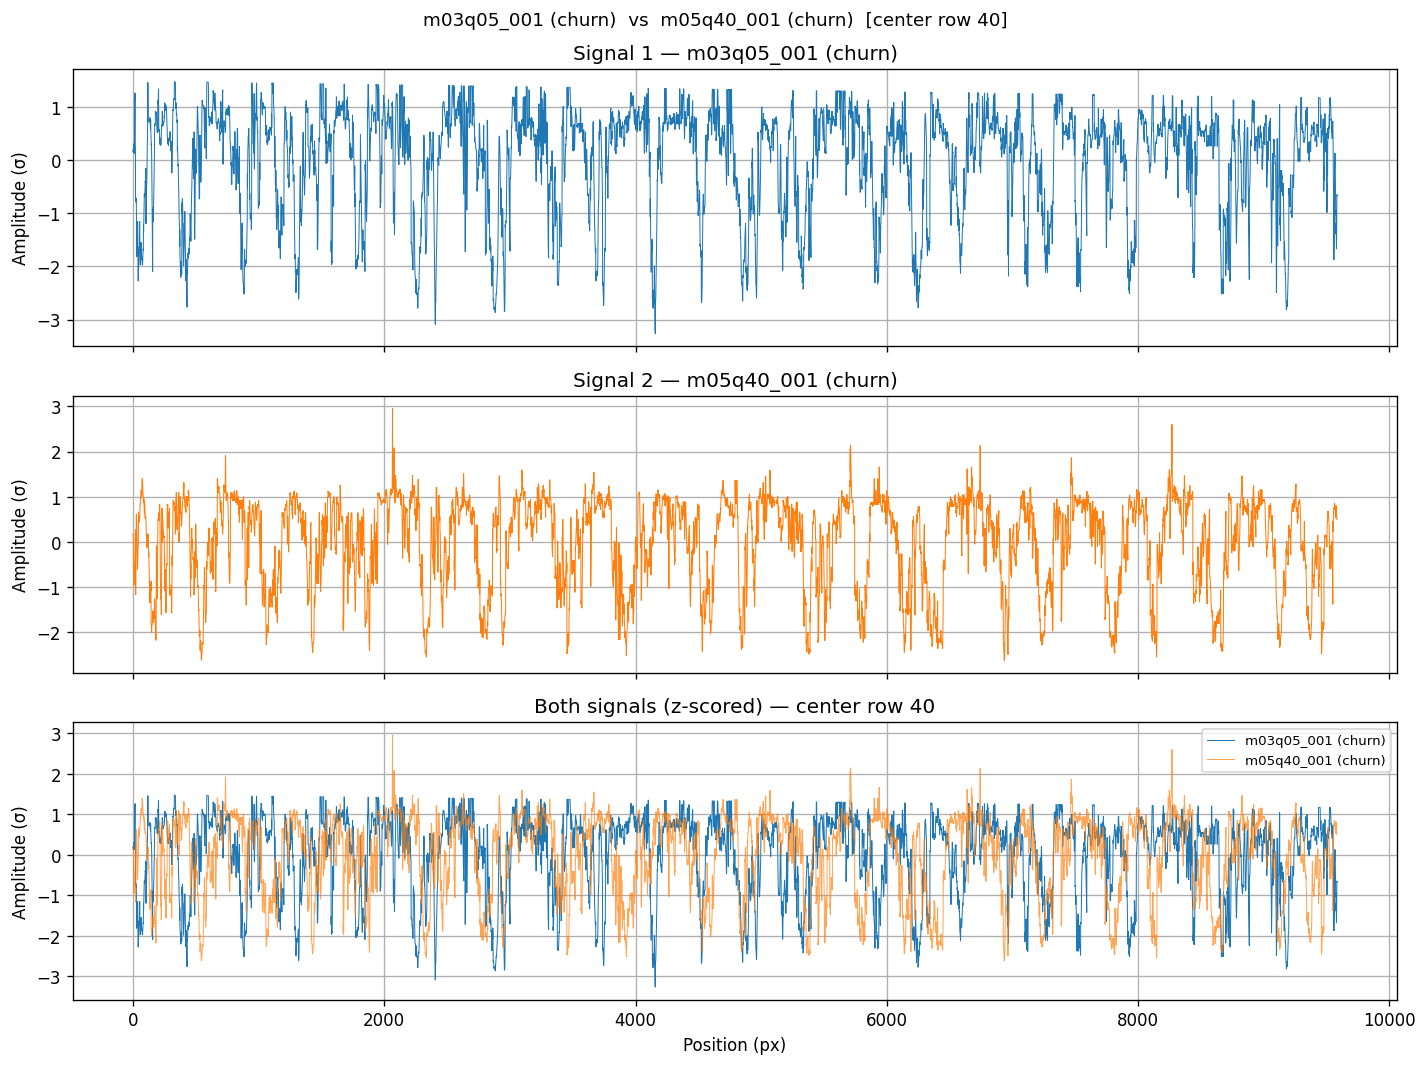 m03q05_001 (churn)  vs  m05q40_001 (churn)  [center row 40]
Signal 1 — m03q05_001 (churn)
Amplitude (σ)
1
0
−1
−2
−3
Signal 2 — m05q40_001 (churn)
Amplitude (σ)
3
2
1
0
−1
−2
Both signals (z-scored) — center row 40
Amplitude (σ)
3
2
1
0
−1
−2
−3
m03q05_001 (churn)
m05q40_001 (churn)
0
2000
4000
6000
8000
10000
Position (px)